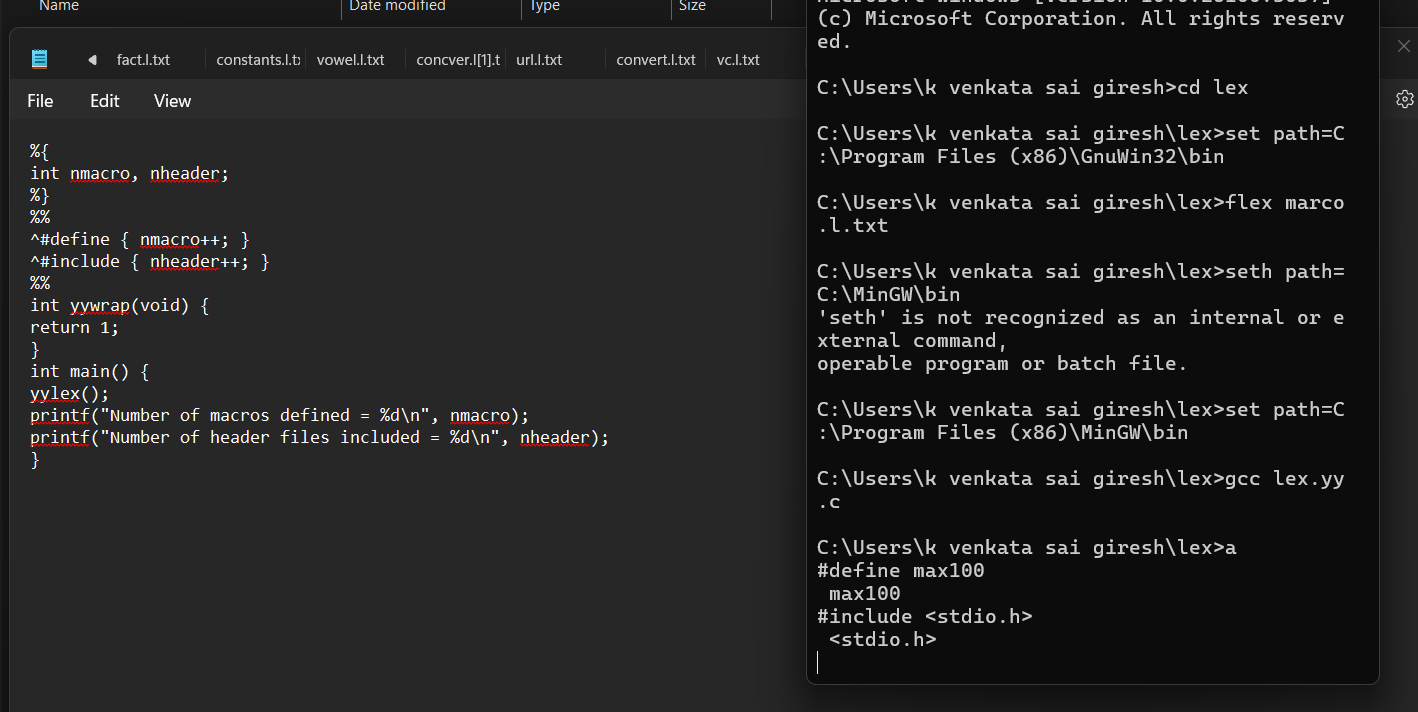 Name Date modified Type Size
fact.l.txt constants.l.t vowel.l.txt concver.l[1].t url.l.txt convert.l.txt vc.l.txt
File Edit View
%{
int nmacro, nheader;
%}
%%
^#define { nmacro++; }
^#include { nheader++; }
%%
int yywrap(void) {
return 1;
}
int main() {
yylex();
printf("Number of macros defined = %d\n", nmacro);
printf("Number of header files included = %d\n", nheader);
}
(c) Microsoft Corporation. All rights reserv
ed.
C:\Users\k venkata sai giresh>cd lex
C:\Users\k venkata sai giresh\lex>set path=C
:\Program Files (x86)\GnuWin32\bin
C:\Users\k venkata sai giresh\lex>flex marco
.l.txt
C:\Users\k venkata sai giresh\lex>seth path=
C:\MinGW\bin
'seth' is not recognized as an internal or e
xternal command,
operable program or batch file.
C:\Users\k venkata sai giresh\lex>set path=C
:\Program Files (x86)\MinGW\bin
C:\Users\k venkata sai giresh\lex>gcc lex.yy
.c
C:\Users\k venkata sai giresh\lex>a
#define max100
 max100
#include <stdio.h>
 <stdio.h>